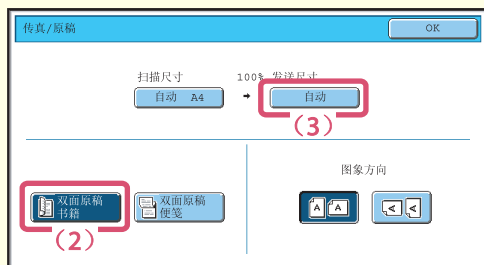 传真/原稿
OK
扫描尺寸 100% 发送尺寸
自动 A4 → 自动
(3)
图象方向
双面原稿
书籍
双面原稿
便笺
A A A A
(2)